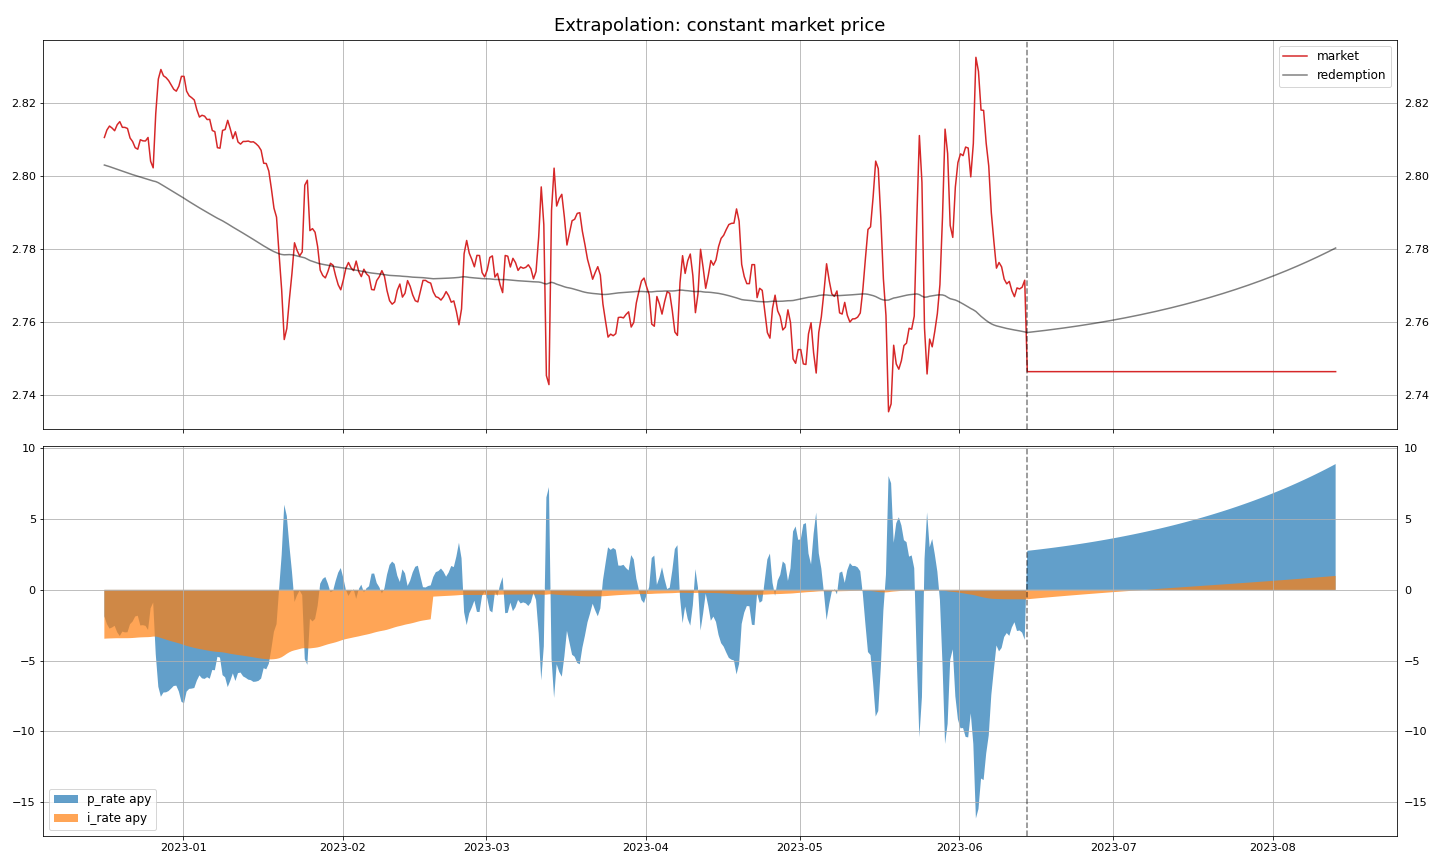 Extrapolation: constant market price
market
redemption
2.82 2.82
2.80 2.80
2.78 2.78
2.76 2.76
2.74 2.74
10 10
5 5
0 0
−5 −5
−10 −10
−15 −15
p_rate apy
i_rate apy
2023-01 2023-02 2023-03 2023-04 2023-05 2023-06 2023-07 2023-08